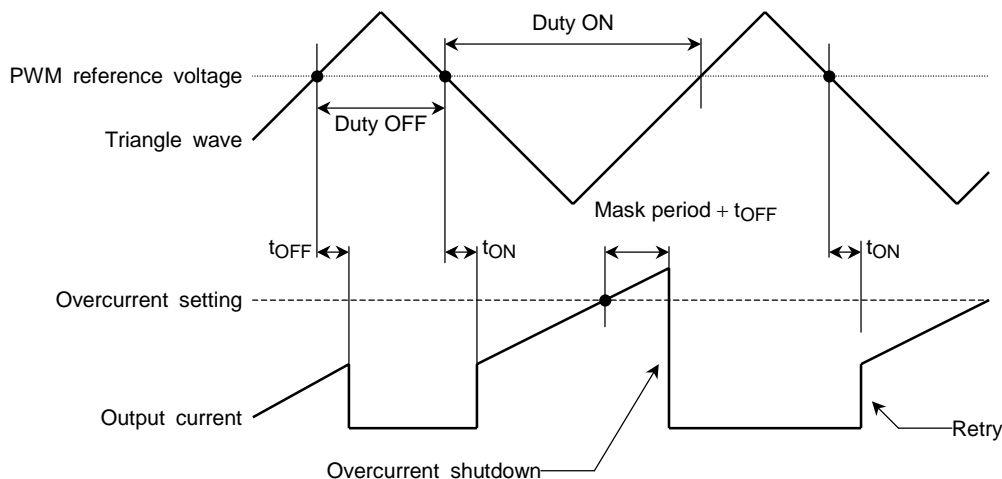 Duty ON
PWM reference voltage
Duty OFF
Triangle wave
Mask period + tOFF
tOFF
tON
tON
Overcurrent setting
Output current
Retry
Overcurrent shutdown